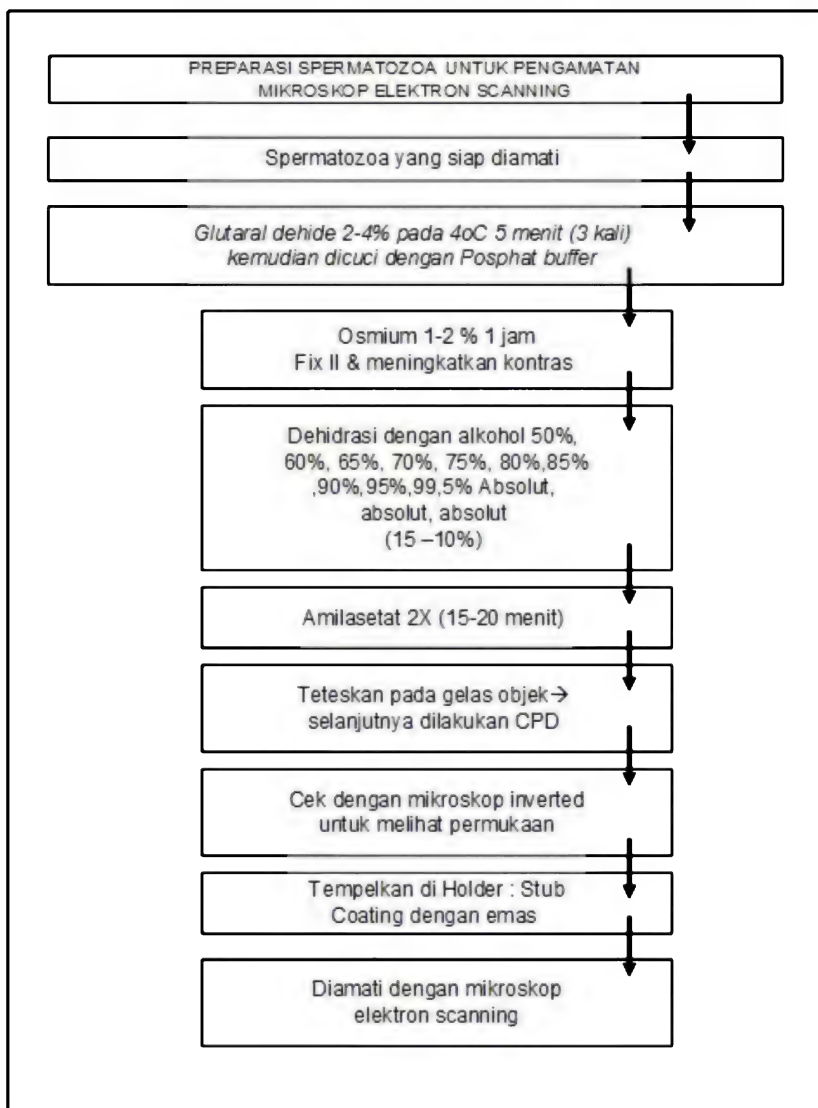 PREPARASI SPERMATOZOA UNTUK PENGAMATAN
MIKROSKOP ELEKTRON SCANNING
Spermatozoa yang siap diamati
Glutaral dehide 2-4% pada 4oC 5 menit (3 kali)
kemudian dicuci dengan Posphat buffer
Osmium 1-2 % 1 jam
Fix II & meningkatkan kontras
Dehidrasi dengan alkohol 50%,
60%, 65%, 70%, 75%, 80%,85%
,90%,95%,99,5% Absolut,
absolut, absolut
(15 –10%)
Amilasetat 2X (15-20 menit)
Teteskan pada gelas objek→
selanjutnya dilakukan CPD
Cek dengan mikroskop inverted
untuk melihat permukaan
Tempelkan di Holder : Stub
Coating dengan emas
Diamati dengan mikroskop
elektron scanning